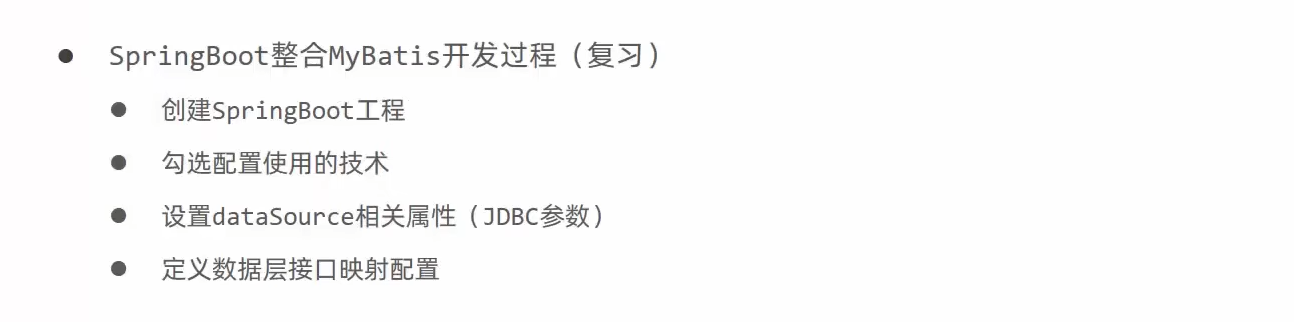 SpringBoot整合MyBatis开发过程（复习）
创建SpringBoot工程
勾选配置使用的技术
设置dataSource相关属性（JDBC参数）
定义数据层接口映射配置